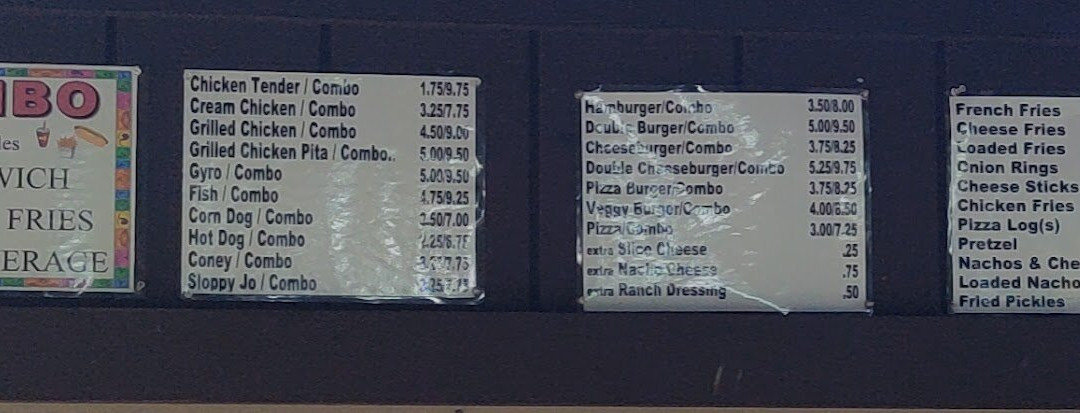 MBO
les
WICH
FRIES
ERAGE
Chicken Tender / Combo 1.75/9.75
Cream Chicken / Combo 3.25/7.75
Grilled Chicken / Combo 4.50/9.00
Grilled Chicken Pita / Combo.. 5.00/9.50
Gyro / Combo 5.00/9.50
Fish / Combo 4.75/9.25
Corn Dog / Combo 2.50/7.00
Hot Dog / Combo
Coney / Combo
Sloppy Jo / Combo
Hamburger/Combo 3.50/8.00
Double Burger/Combo 5.00/9.50
Cheeseburger/Combo 3.75/8.25
Double Cheeseburger/Combo 5.25/9.75
Pizza Burger/Combo 3.75/8.25
Veggy Burger/Combo 4.00/8.50
Pizza/Combo 3.00/7.25
extra Slice Cheese .25
extra Nacho Cheese .75
extra Ranch Dressing .50
French Fries
Cheese Fries
Loaded Fries
Onion Rings
Cheese Sticks
Chicken Fries
Pizza Log(s)
Pretzel
Nachos & Che
Loaded Nacho
Fried Pickles